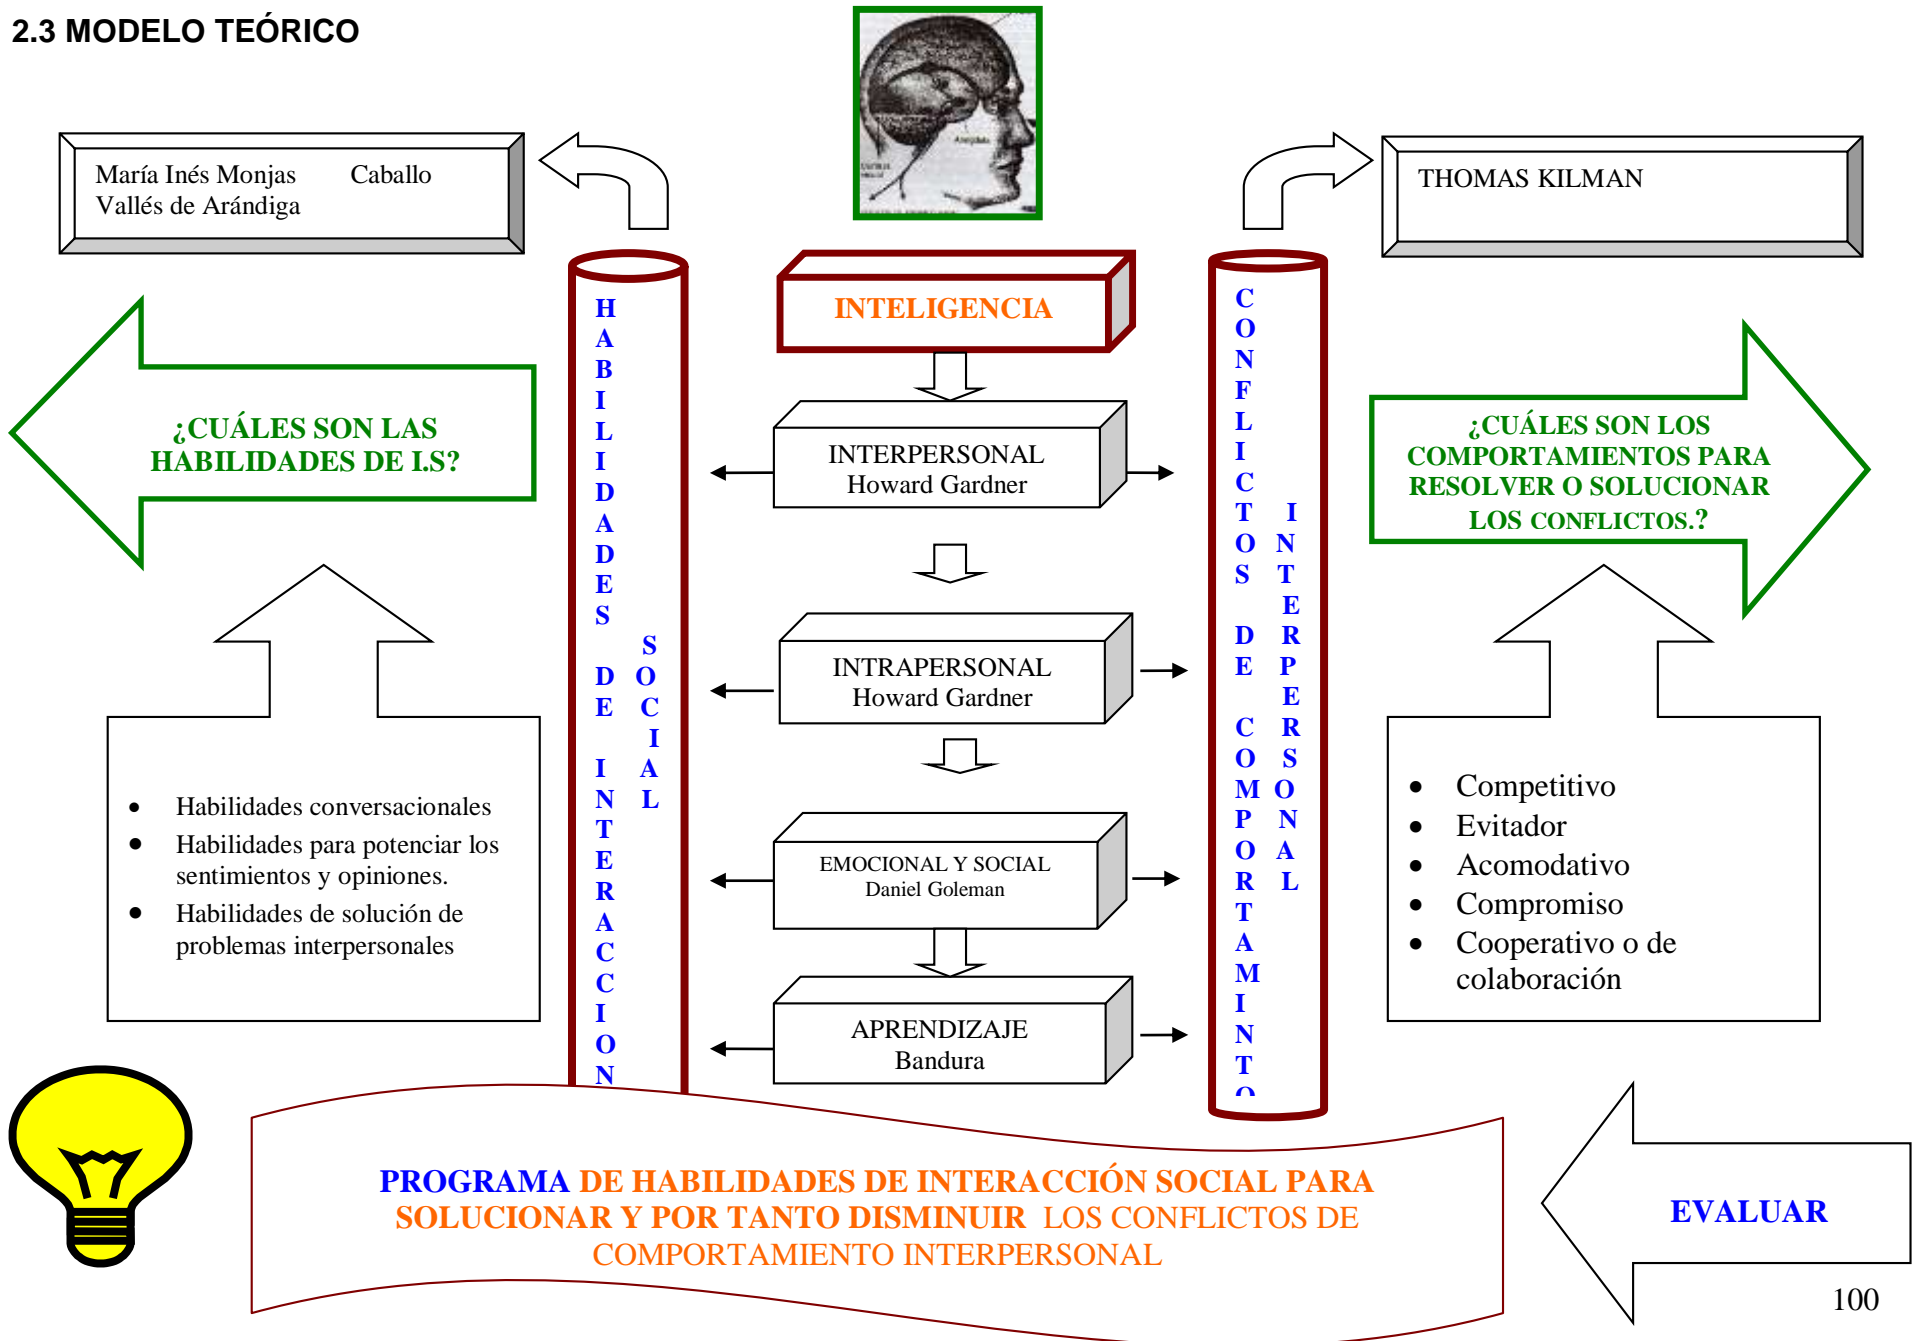 2.3 MODELO TEÓRICO
María Inés Monjas Caballo
Vallés de Arándiga
THOMAS KILMAN
INTELIGENCIA
HABILIDADES DE INTERACCION
SOCIAL
CONFLICTOS DE COMPORTAMINTO
INTERPERSONAL
¿CUÁLES SON LAS
HABILIDADES DE I.S?
INTERPERSONAL
Howard Gardner
¿CUÁLES SON LOS
COMPORTAMIENTOS PARA
RESOLVER O SOLUCIONAR
LOS CONFLICTOS.?
INTRAPERSONAL
Howard Gardner
• Habilidades conversacionales
• Habilidades para potenciar los
sentimientos y opiniones.
• Habilidades de solución de
problemas interpersonales
EMOCIONAL Y SOCIAL
Daniel Goleman
• Competitivo
• Evitador
• Acomodativo
• Compromiso
• Cooperativo o de
colaboración
APRENDIZAJE
Bandura
PROGRAMA DE HABILIDADES DE INTERACCIÓN SOCIAL PARA
SOLUCIONAR Y POR TANTO DISMINUIR LOS CONFLICTOS DE
COMPORTAMIENTO INTERPERSONAL
EVALUAR
100